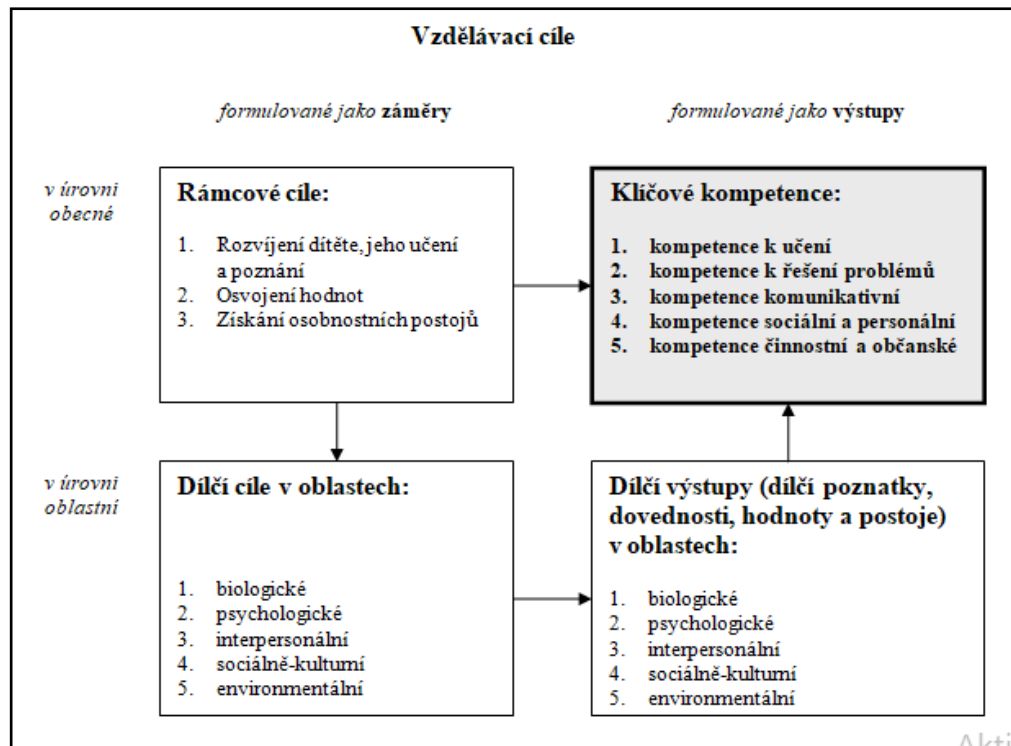 Vzdělávací cíle
formulované jako záměry
formulované jako výstupy
v úrovni
obecné
Rámcové cíle:
1. Rozvíjení dítěte, jeho učení
a poznání
2. Osvojení hodnot
3. Získání osobnostních postojů
Klíčové kompetence:
1. kompetence k učení
2. kompetence k řešení problémů
3. kompetence komunikativní
4. kompetence sociální a personální
5. kompetence činnostní a občanské
v úrovni
oblastní
Dílčí cíle v oblastech:
1. biologické
2. psychologické
3. interpersonální
4. sociálně-kulturní
5. environmentální
Dílčí výstupy (dílčí poznatky,
dovednosti, hodnoty a postoje)
v oblastech:
1. biologické
2. psychologické
3. interpersonální
4. sociálně-kulturní
5. environmentální